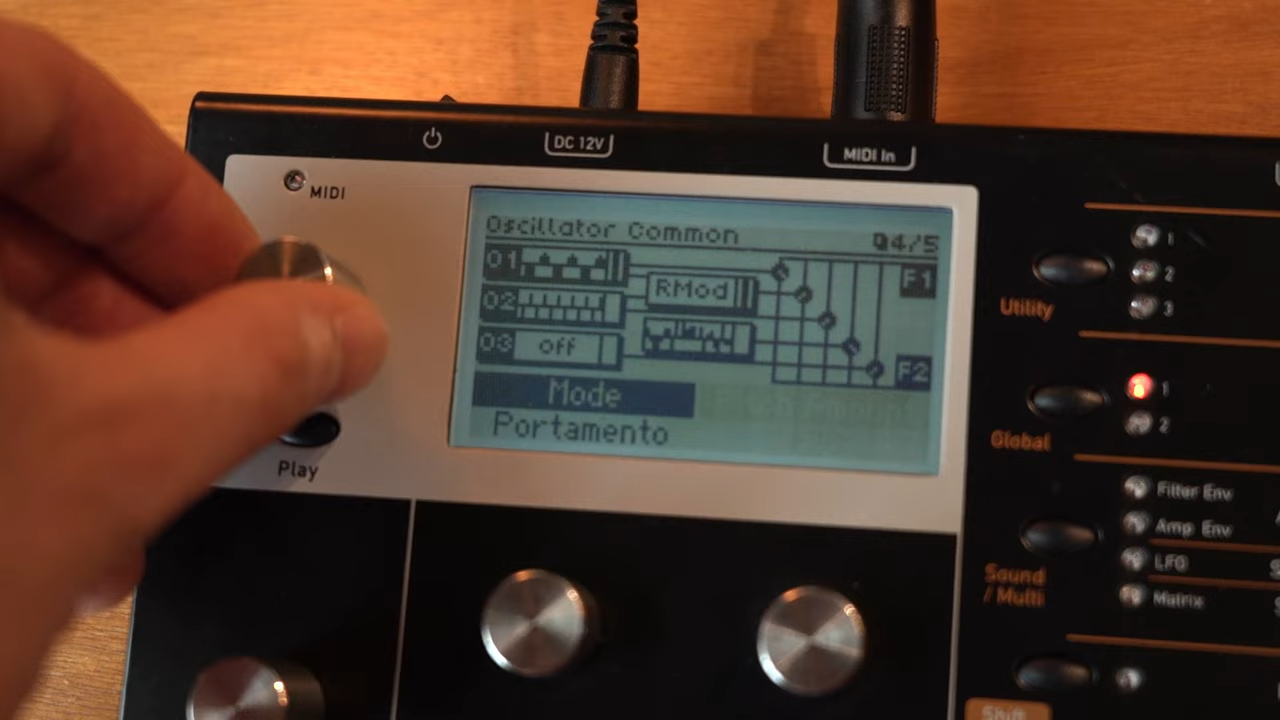 DC 12V
MIDI In
MIDI
Oscillator Common 04/5
O1
F1
RMod
O2
O3 off
F2
Mode
Portamento
Play
1
2
3
Utility
1
2
Global
Filter Env
Amp Env
LFO
Matrix
Sound
/ Multi
Shift